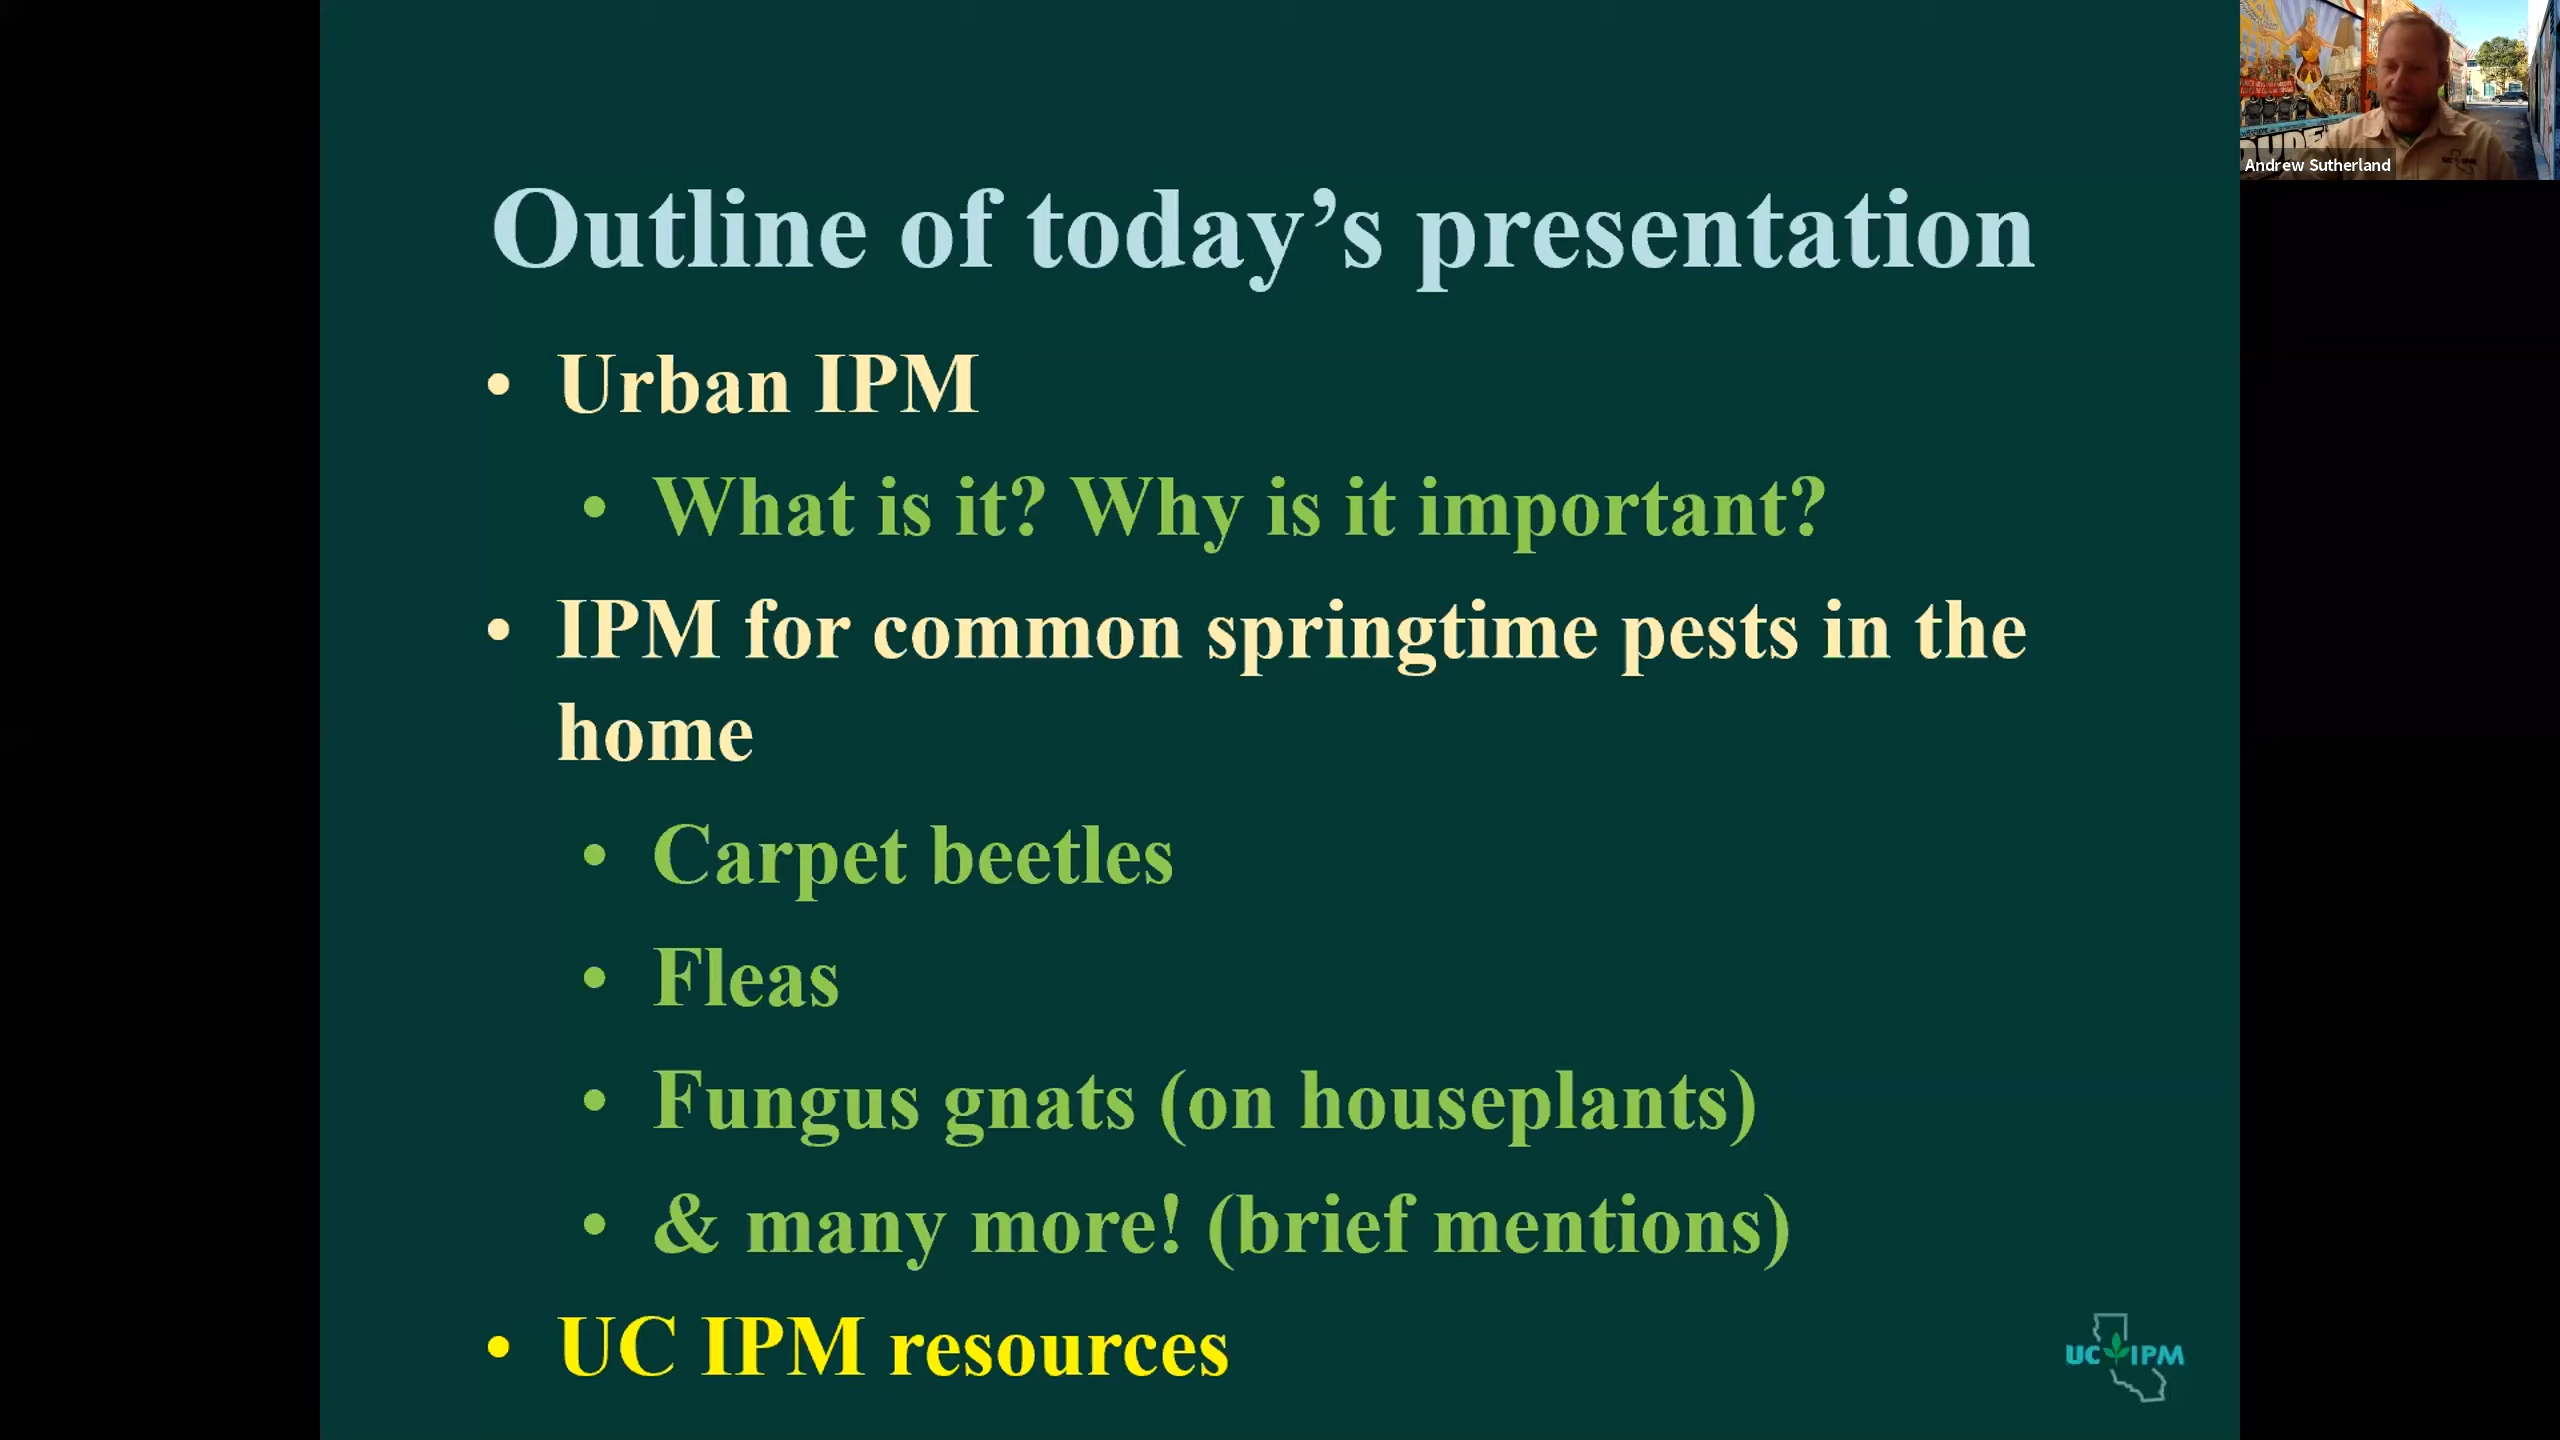 Outline of today’s presentation
• Urban IPM
• What is it? Why is it important?
• IPM for common springtime pests in the
home
• Carpet beetles
• Fleas
• Fungus gnats (on houseplants)
• & many more! (brief mentions)
• UC IPM resources
UC IPM
Andrew Sutherland